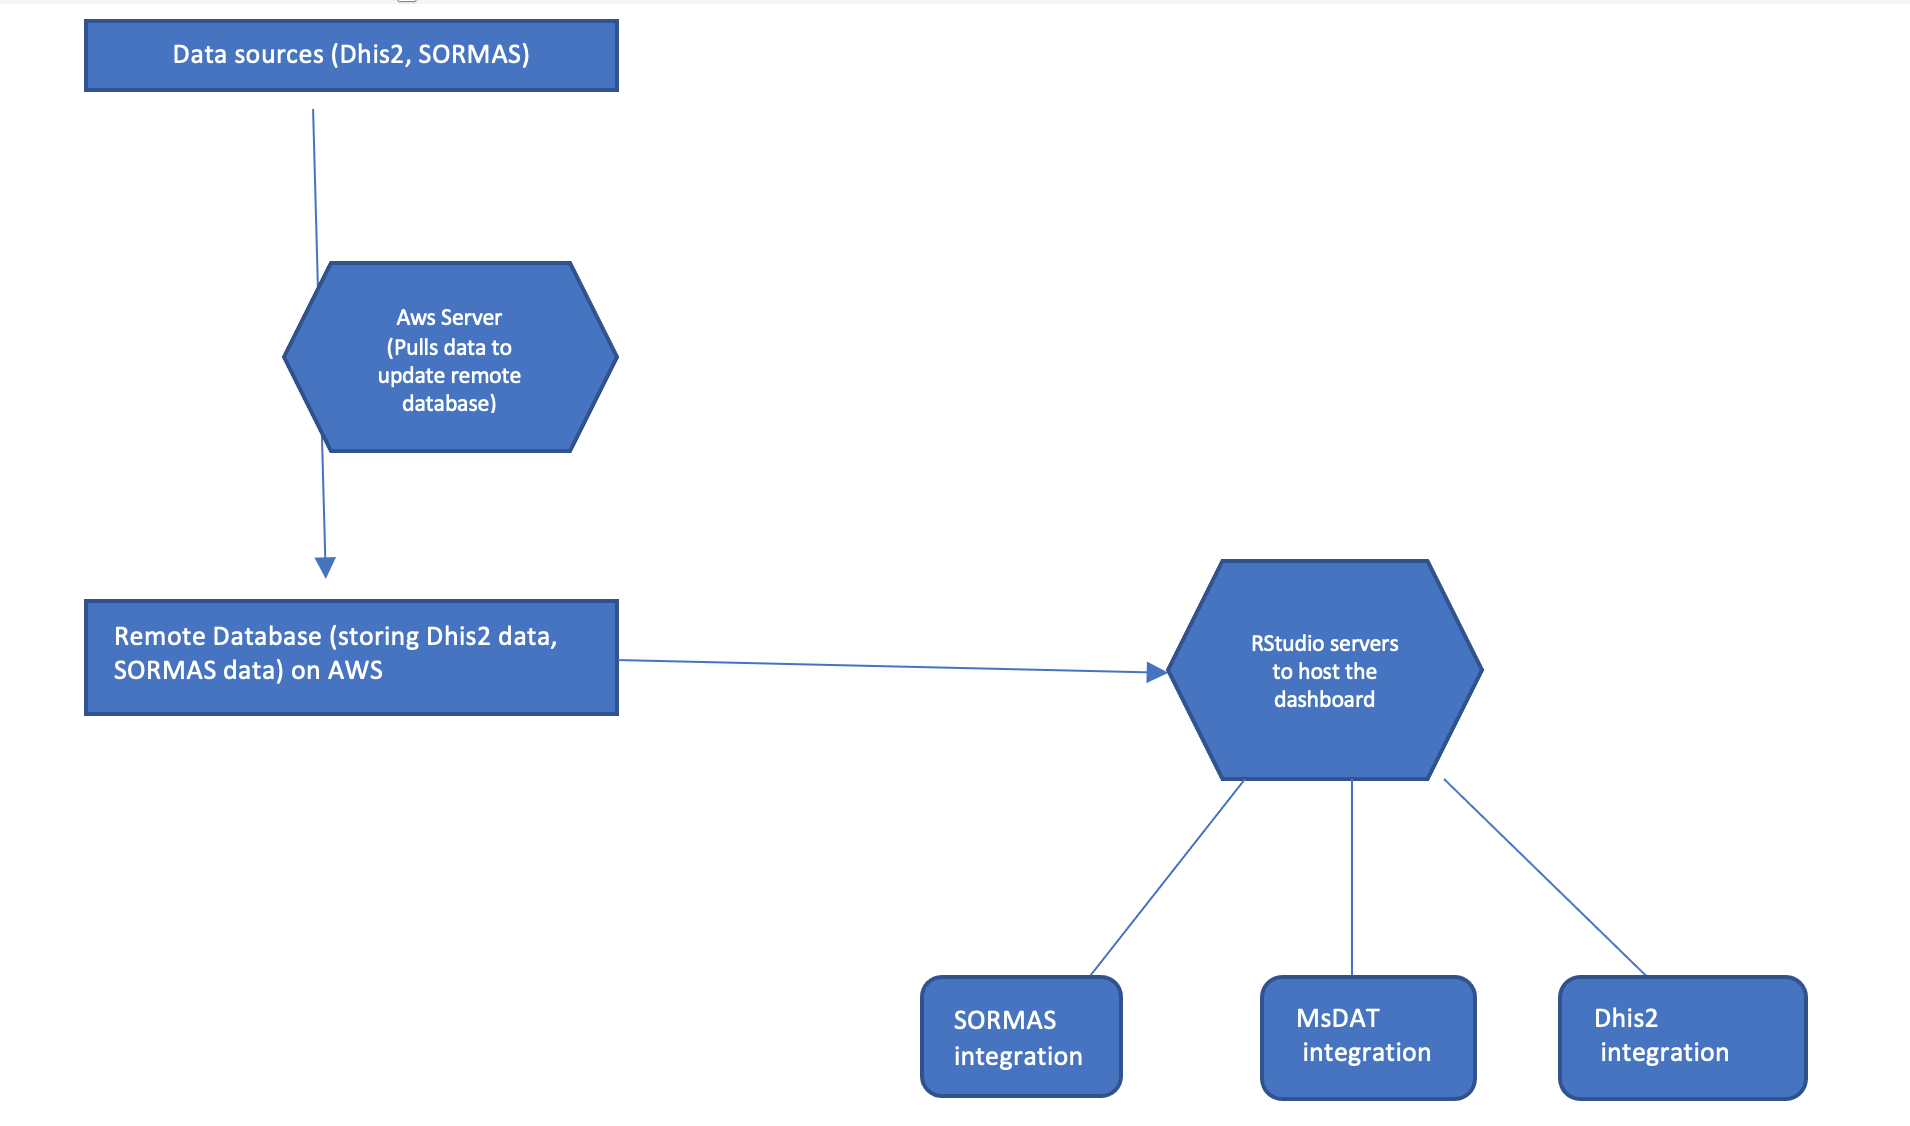 Data sources (Dhis2, SORMAS)
Aws Server
(Pulls data to
update remote
database)
Remote Database (storing Dhis2 data,
SORMAS data) on AWS
RStudio servers
to host the
dashboard
SORMAS
integration
MsDAT
integration
Dhis2
integration